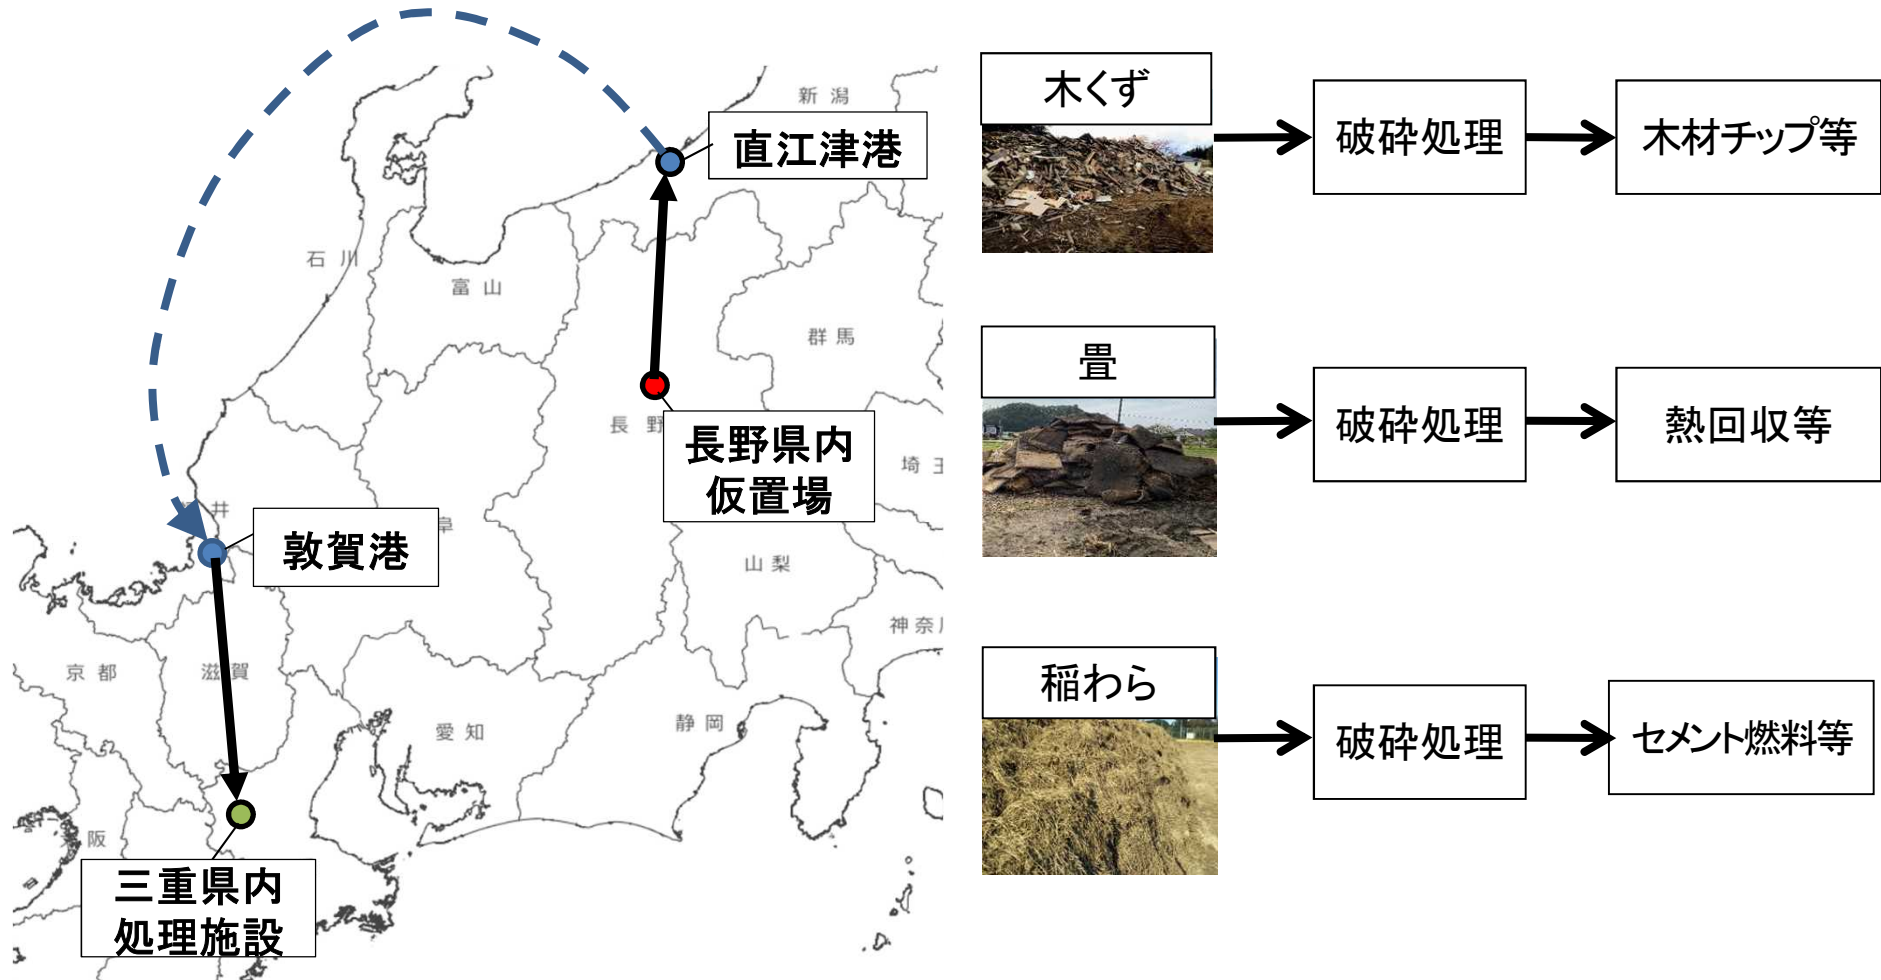 新潟
直江津港
石川
富山
群馬
長野
長野県内
仮置場
埼玉
井
敦賀港
阜
山梨
神奈川
京都
滋賀
愛知
静岡
阪
三重県内
処理施設
木くず
破砕処理
木材チップ等
畳
破砕処理
熱回収等
稲わら
破砕処理
セメント燃料等